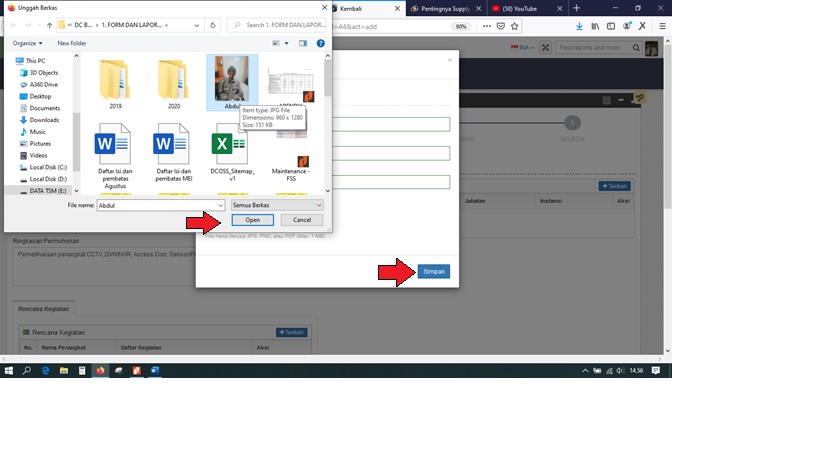 Unggah Berkas
Kembali
Pentingnya Supply
(58) YouTube
« DC B... > 1. FORM DAN LAPOR... >
Search 1. FORM DAN LAPOR...
=44&act=add
90%
Organize
New folder
INA
Find reports and more
This PC
3D Objects
A360 Drive
Desktop
Documents
Downloads
Music
Pictures
Videos
Local Disk (C:)
Local Disk (D:)
DATA TSM (E:)
2019
2020
Abdul
Item type: JPG File
Dimensions: 960 x 1280
Size: 151 KB
Daftar Isi dan pembatas Agustus
Daftar Isi dan pembatas MEI
DCOSS_Sitemap_v1
Maintenance - FSS
File name:
Abdul
Semua Berkas
Open
Cancel
5
SELESAI
+ Tambah
Jabatan
Instansi
Aksi
File harus berupa JPG, PNG, atau PDF (Max. 1 MB)
Simpan
Ringkasan Permohonan
Pemeliharaan perangkat CCTV, DVR/NVR, Access Dorr, Sensor/P
Rencana Kegiatan
Rencana Kegiatan
+ Tambah
No.
Nama Perangkat
Daftar Kegiatan
Aksi
14.56